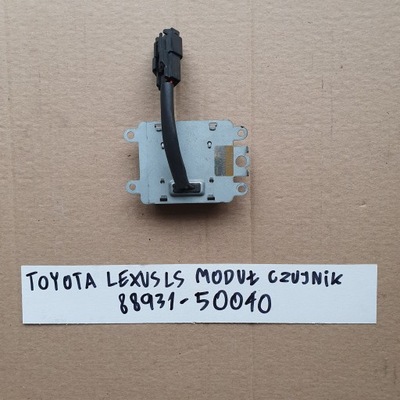 TOYOTA LEXUS LS MODUŁ CZUJNIK
88931-50040